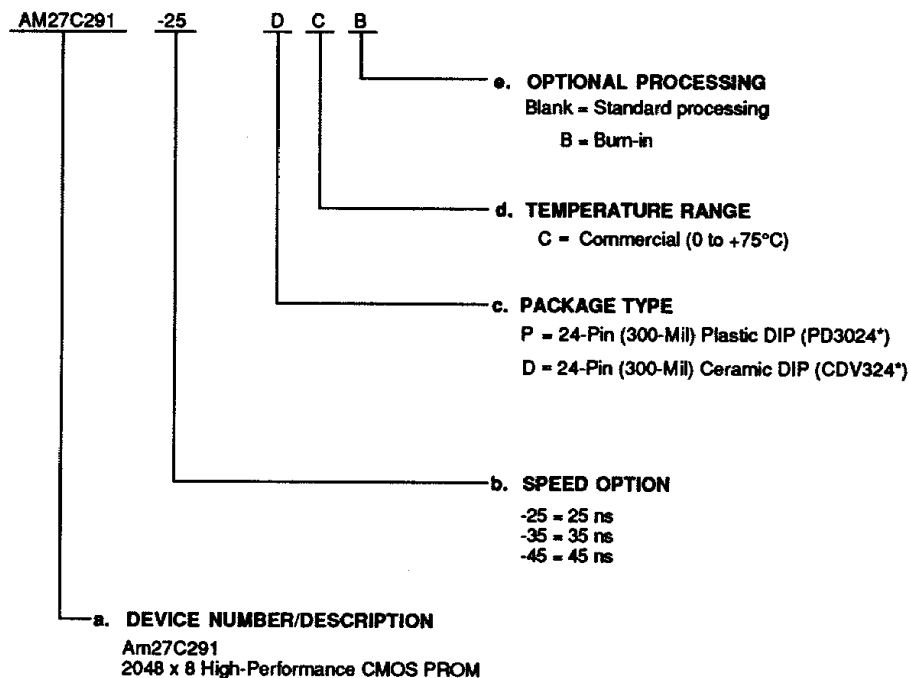 AM27C291 -25 D C B
e. OPTIONAL PROCESSING
Blank = Standard processing
B = Burn-in
d. TEMPERATURE RANGE
C = Commercial (0 to +75°C)
c. PACKAGE TYPE
P = 24-Pin (300-Mil) Plastic DIP (PD3024*)
D = 24-Pin (300-Mil) Ceramic DIP (CDV324*)
b. SPEED OPTION
-25 = 25 ns
-35 = 35 ns
-45 = 45 ns
a. DEVICE NUMBER/DESCRIPTION
Am27C291
2048 x 8 High-Performance CMOS PROM